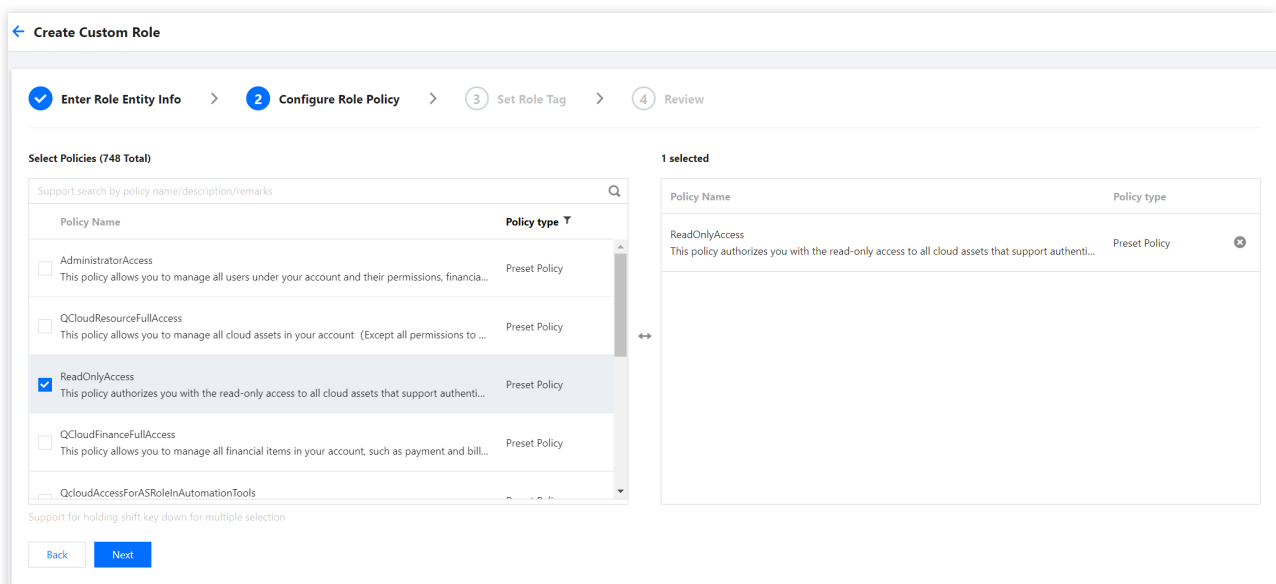 Create Custom Role
Enter Role Entity Info
2 Configure Role Policy
3 Set Role Tag
4 Review
Select Policies (748 Total)
Support search by policy name/description/remarks
Policy Name Policy type
AdministratorAccess
This policy allows you to manage all users under your account and their permissions, financia...
Preset Policy
QCloudResourceFullAccess
This policy allows you to manage all cloud assets in your account (Except all permissions to ...
Preset Policy
ReadOnlyAccess
This policy authorizes you with the read-only access to all cloud assets that support authenti...
Preset Policy
QCloudFinanceFullAccess
This policy allows you to manage all financial items in your account, such as payment and bill...
Preset Policy
QcloudAccessForASRoleInAutomationTools
Support for holding shift key down for multiple selection
1 selected
Policy Name Policy type
ReadOnlyAccess
This policy authorizes you with the read-only access to all cloud assets that support authenti...
Preset Policy
Back
Next